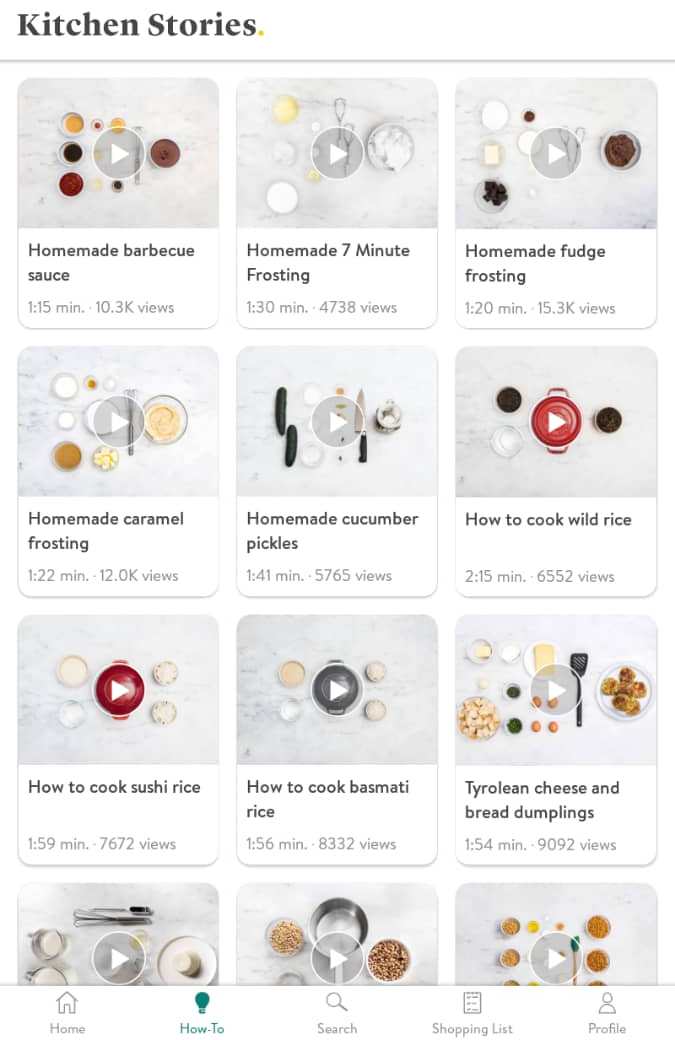 Kitchen Stories.
Homemade barbecue
sauce
1:15 min. · 10.3K views
Homemade 7 Minute
Frosting
1:30 min. · 4738 views
Homemade fudge
frosting
1:20 min. · 15.3K views
Homemade caramel
frosting
1:22 min. · 12.0K views
Homemade cucumber
pickles
1:41 min. · 5765 views
How to cook wild rice
2:15 min. · 6552 views
How to cook sushi rice
1:59 min. · 7672 views
How to cook basmati
rice
1:56 min. · 8332 views
Tyrolean cheese and
bread dumplings
1:54 min. · 9092 views
Home
How-To
Search
Shopping List
Profile